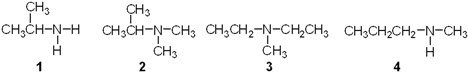 CH₃ CH₃
CH₃CH–N–H CH₃CH–N–CH₃ CH₃CH₂–N–CH₂CH₃ CH₃CH₂CH₂–N–CH₃
H CH₃ CH₃ H
1 2 3 4